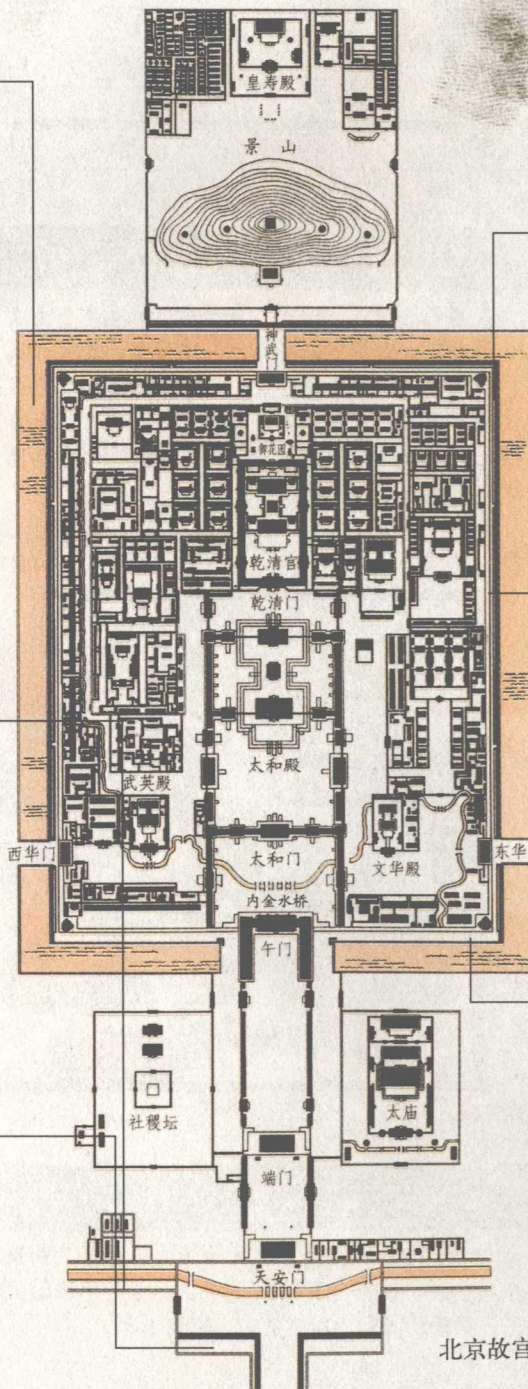 皇寿殿
景山
神武门
御花园
乾清宫
乾清门
太和殿
武英殿
太和门
西华门
文华殿
东华
内金水桥
午门
社稷坛
太庙
端门
天安门
北京故宫